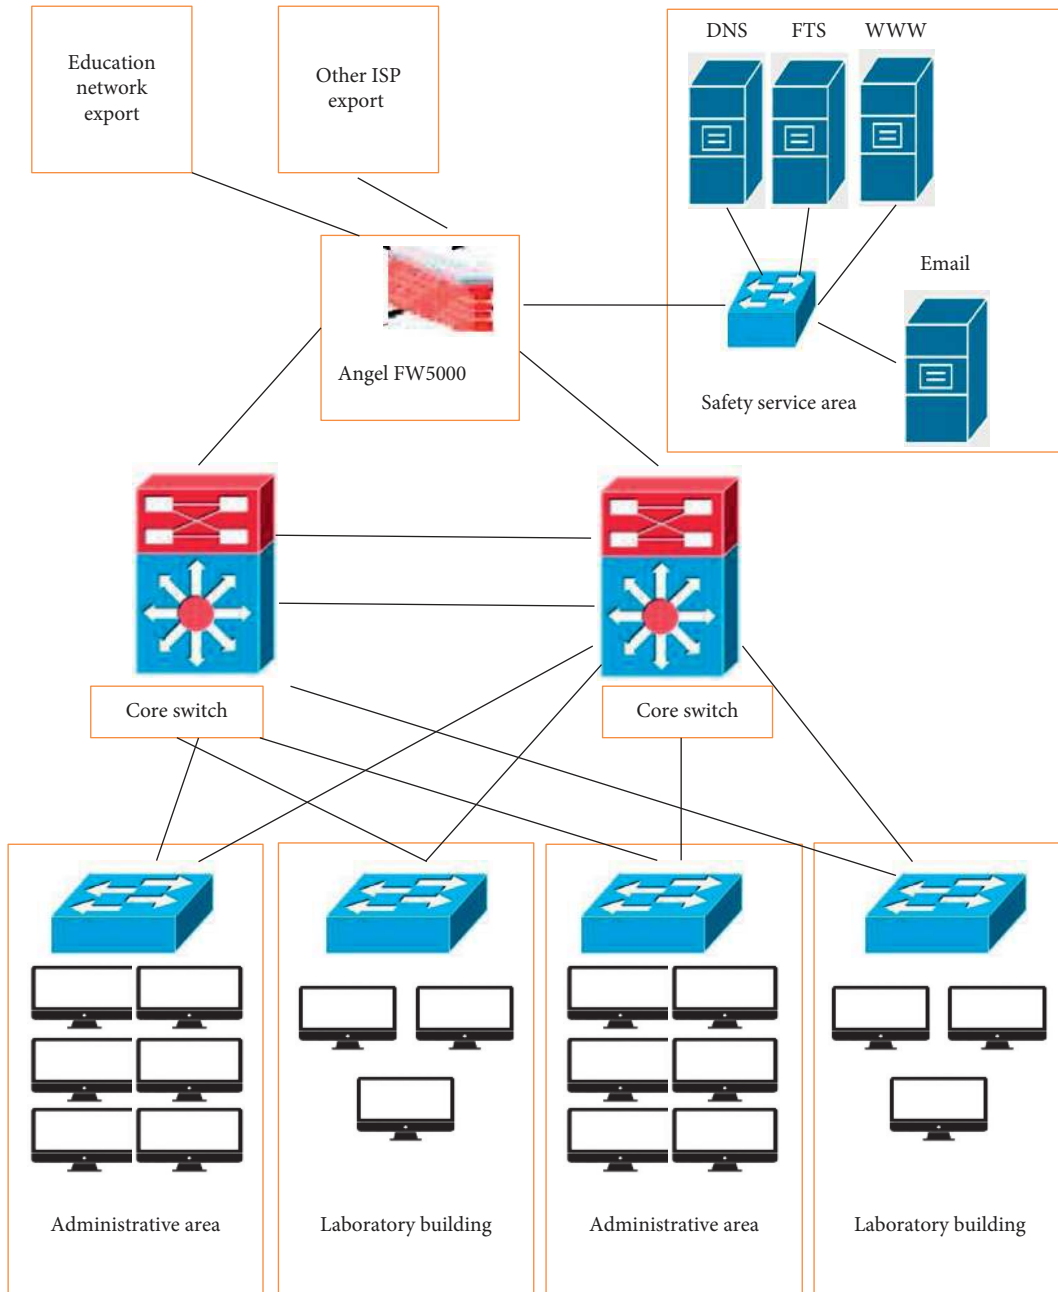 Education
network
export
Other ISP
export
DNS
FTS
WWW
Email
Safety service area
Angel FW5000
Core switch
Core switch
Administrative area
Laboratory building
Administrative area
Laboratory building